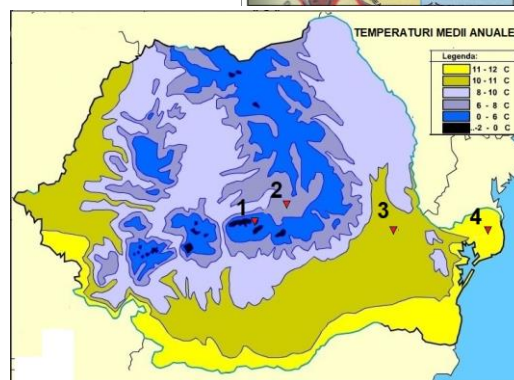 TEMPERATURI MEDII ANUALE
Legenda:
11 - 12 C
10 - 11 C
8 - 10 C
6 - 8 C
0 - 6 C
..-2 - 0 C
1
2
3
4